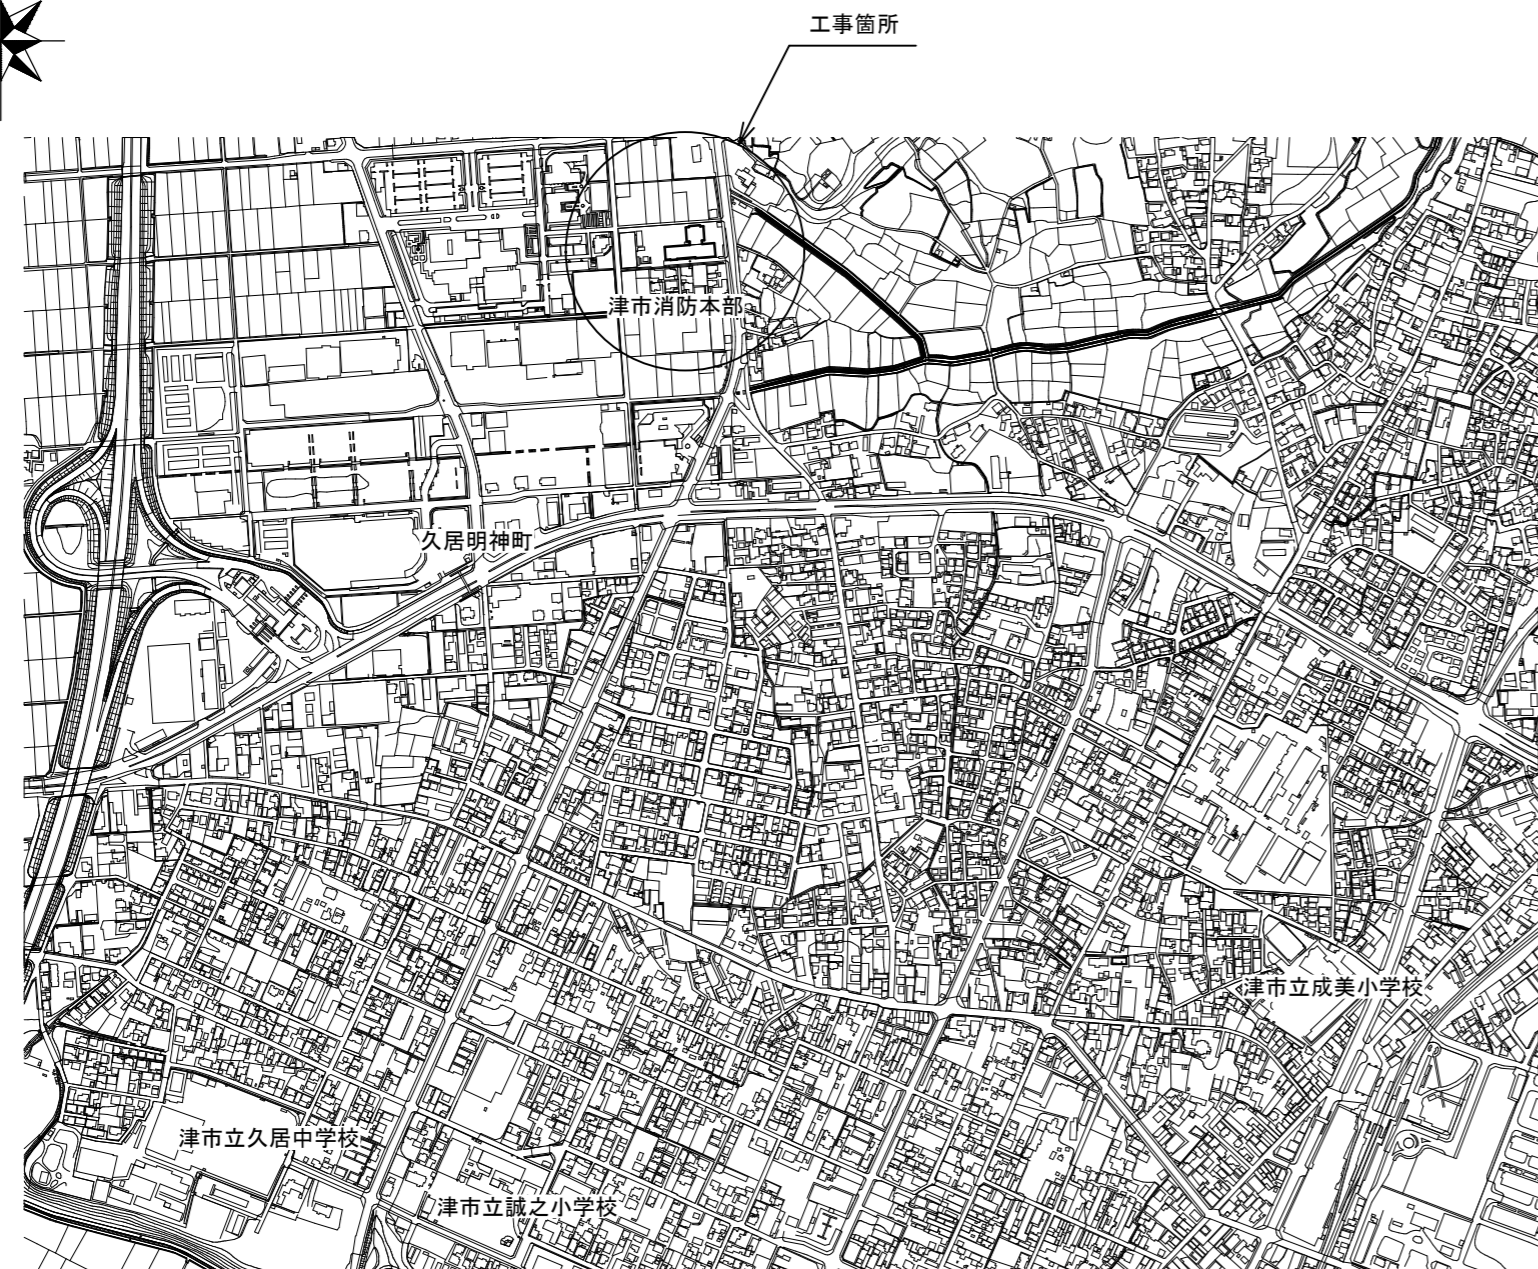 工事箇所
津市消防本部
久居明神町
津市立成美小学校
津市立久居中学校
津市立誠之小学校